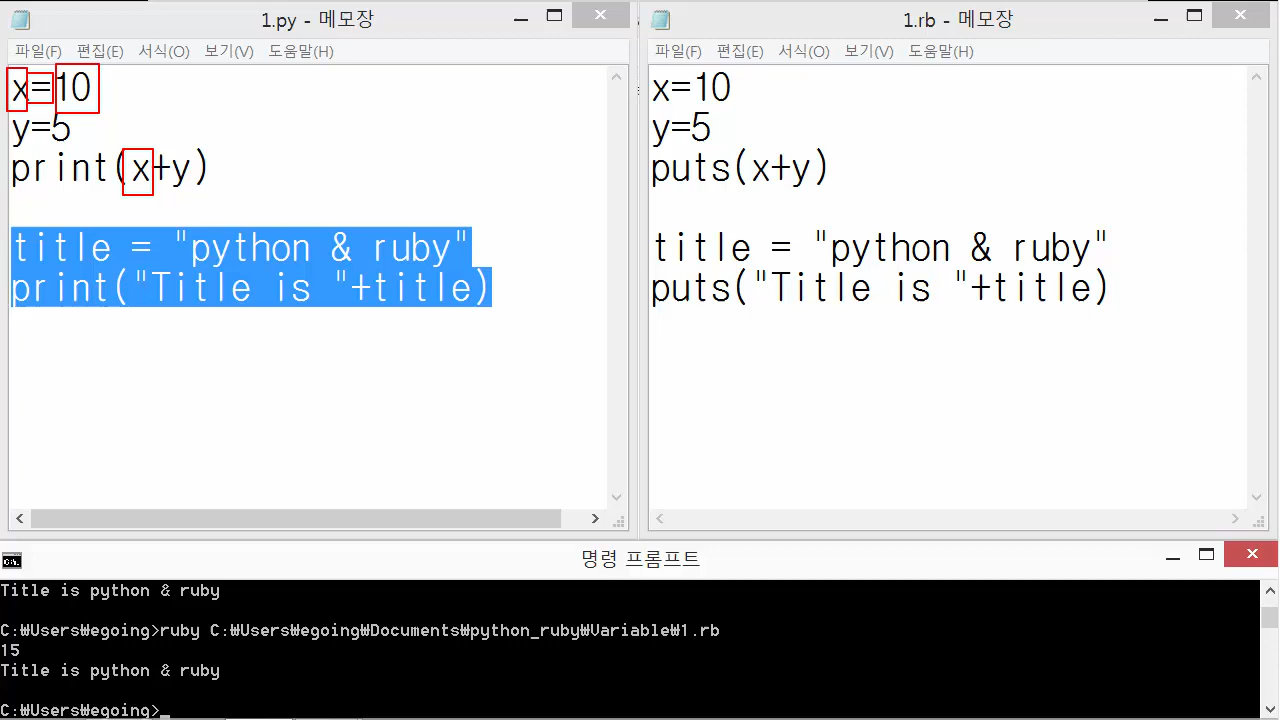 1.py - 메모장
파일(F) 편집(E) 서식(O) 보기(V) 도움말(H)
x=10
y=5
print(x+y)
title = "python & ruby"
print("Title is "+title)
1.rb - 메모장
파일(F) 편집(E) 서식(O) 보기(V) 도움말(H)
x=10
y=5
puts(x+y)
title = "python & ruby"
puts("Title is "+title)
명령 프롬프트
Title is python & ruby
C:₩Users₩egoing>ruby C:₩Users₩egoing₩Documents₩python_ruby₩Variable₩1.rb
15
Title is python & ruby
C:₩Users₩egoing>_